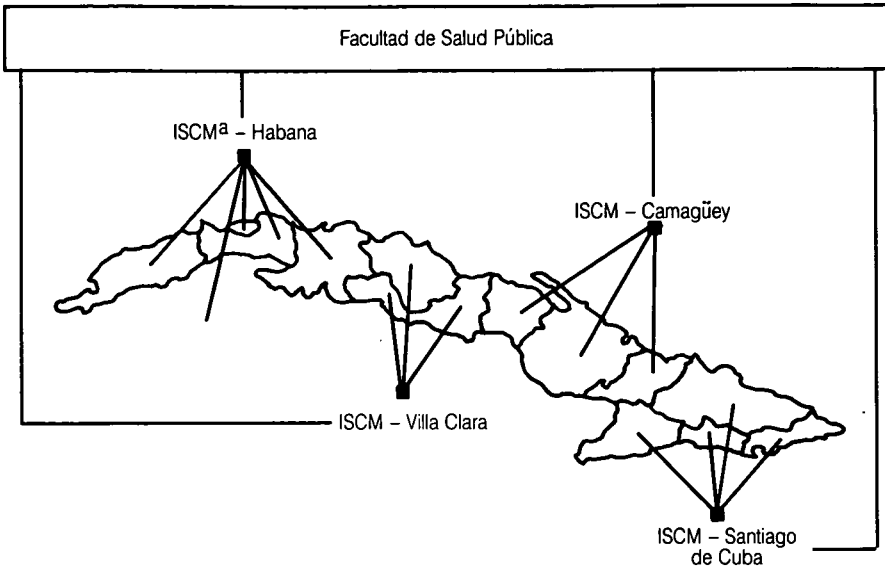 Facultad de Salud Pública
ISCMª – Habana
ISCM – Camagüey
ISCM – Villa Clara
ISCM – Santiago
de Cuba